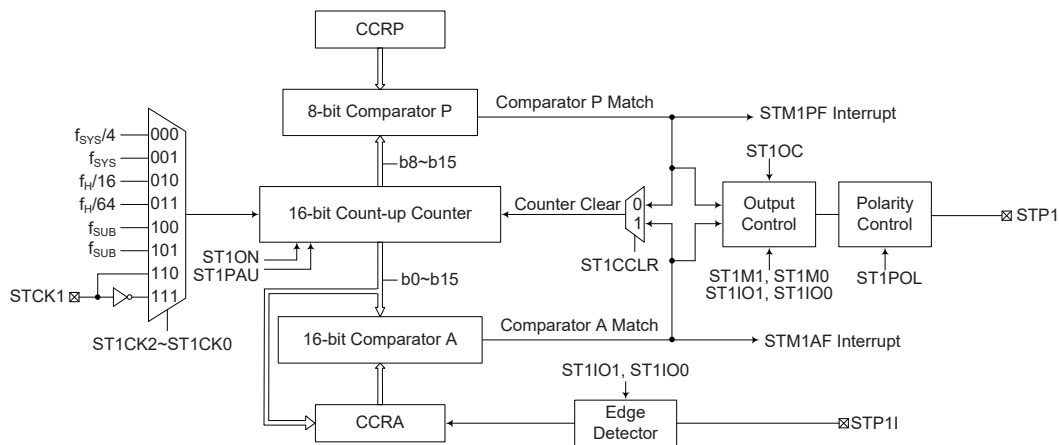 CCRP
8-bit Comparator P
Comparator P Match
STM1PF Interrupt
b8~b15
fSYS/4
000
fSYS
001
fH/16
010
fH/64
011
fSUB
100
fSUB
101
110
111
STCK1
ST1CK2~ST1CK0
16-bit Count-up Counter
ST1ON
ST1PAU
Counter Clear
0
1
ST1CCLR
ST1OC
Output
Control
ST1M1, ST1M0
ST1IO1, ST1IO0
Polarity
Control
ST1POL
STP1
b0~b15
16-bit Comparator A
Comparator A Match
STM1AF Interrupt
ST1IO1, ST1IO0
CCRA
Edge
Detector
STP1I